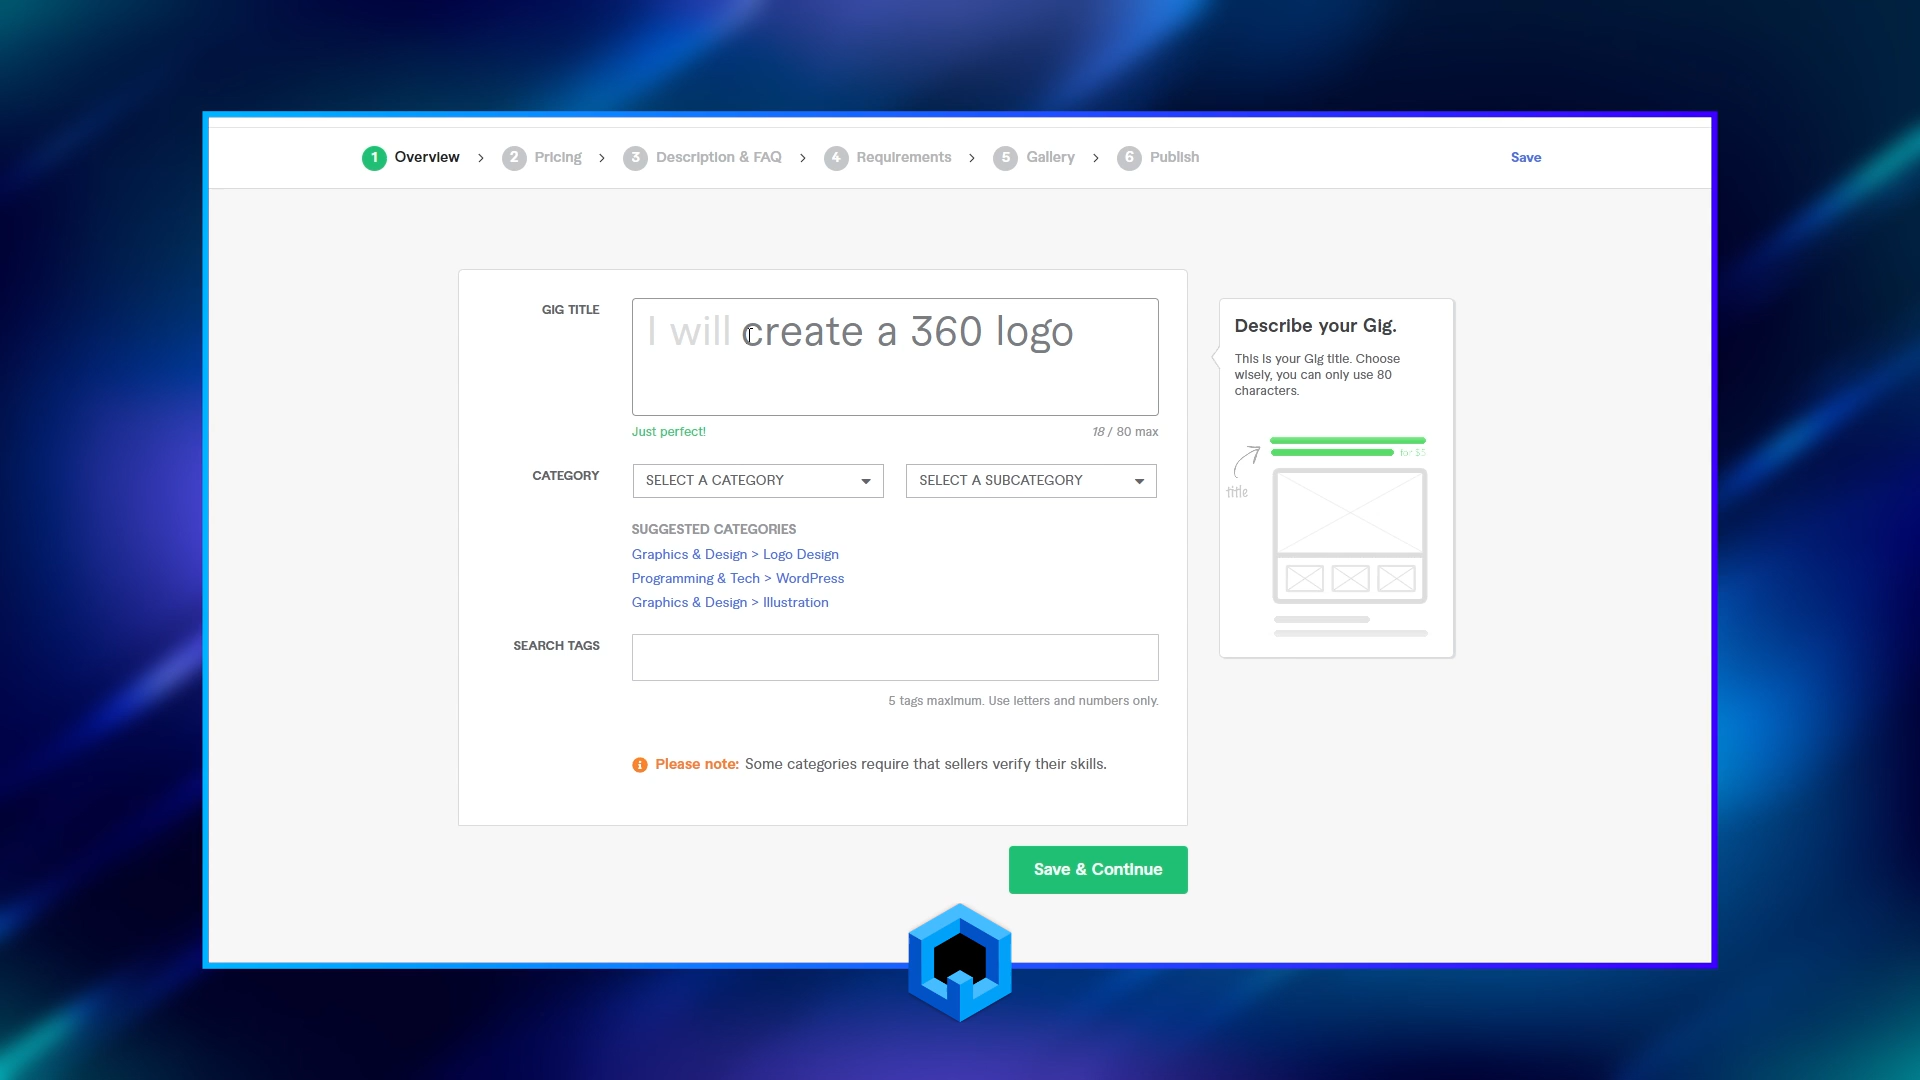 1 Overview > 2 Pricing > 3 Description & FAQ > 4 Requirements > 5 Gallery > 6 Publish Save
GIG TITLE
I will create a 360 logo
Just perfect! 18 / 80 max
CATEGORY
SELECT A CATEGORY SELECT A SUBCATEGORY
SUGGESTED CATEGORIES
Graphics & Design > Logo Design
Programming & Tech > WordPress
Graphics & Design > Illustration
SEARCH TAGS
5 tags maximum. Use letters and numbers only.
Please note: Some categories require that sellers verify their skills.
Save & Continue
Describe your Gig.
This is your Gig title. Choose
wisely, you can only use 80
characters.
for $5
title